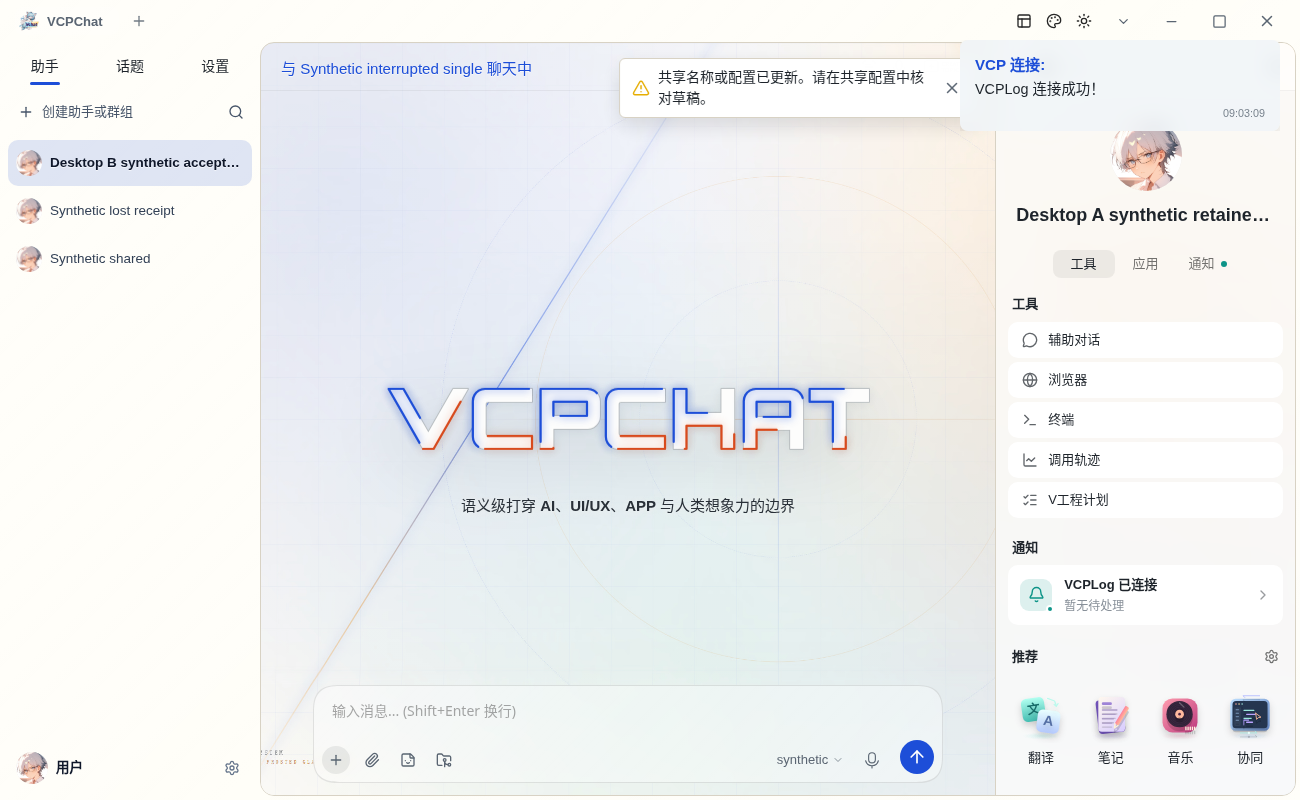 VCPChat
助手
话题
设置
创建助手或群组
Desktop B synthetic accept…
Synthetic lost receipt
Synthetic shared
用户
与 Synthetic interrupted single 聊天中
共享名称或配置已更新。请在共享配置中核
对草稿。
VCP 连接:
VCPLog 连接成功！
09:03:09
VCPCHAT
语义级打穿 AI、UI/UX、APP 与人类想象力的边界
输入消息... (Shift+Enter 换行)
synthetic
Desktop A synthetic retaine…
工具
应用
通知
工具
辅助对话
浏览器
终端
调用轨迹
V工程计划
通知
VCPLog 已连接
暂无待处理
推荐
文
A
翻译
笔记
音乐
协同